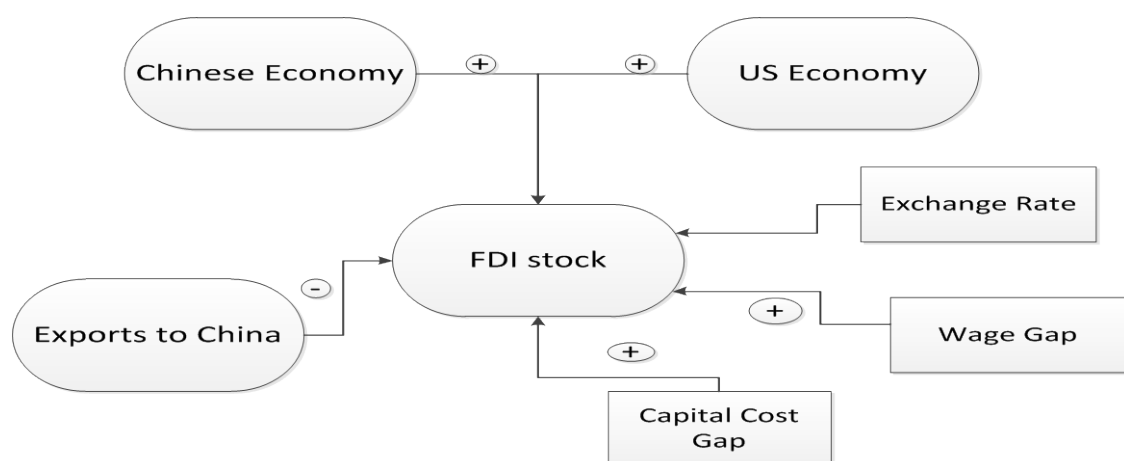 Chinese Economy
+
+
US Economy
Exchange Rate
FDI stock
-
Exports to China
+
Wage Gap
+
Capital Cost
Gap